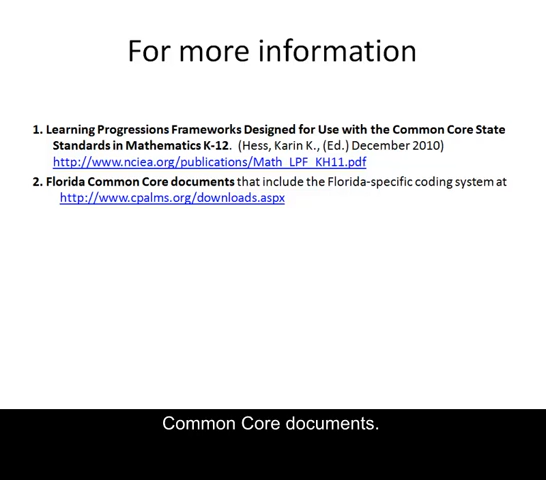 For more information
1. Learning Progressions Frameworks Designed for Use with the Common Core State
Standards in Mathematics K-12. (Hess, Karin K., (Ed.) December 2010)
http://www.nciea.org/publications/Math_LPF_KH11.pdf
2. Florida Common Core documents that include the Florida-specific coding system at
http://www.cpalms.org/downloads.aspx
Common Core documents.